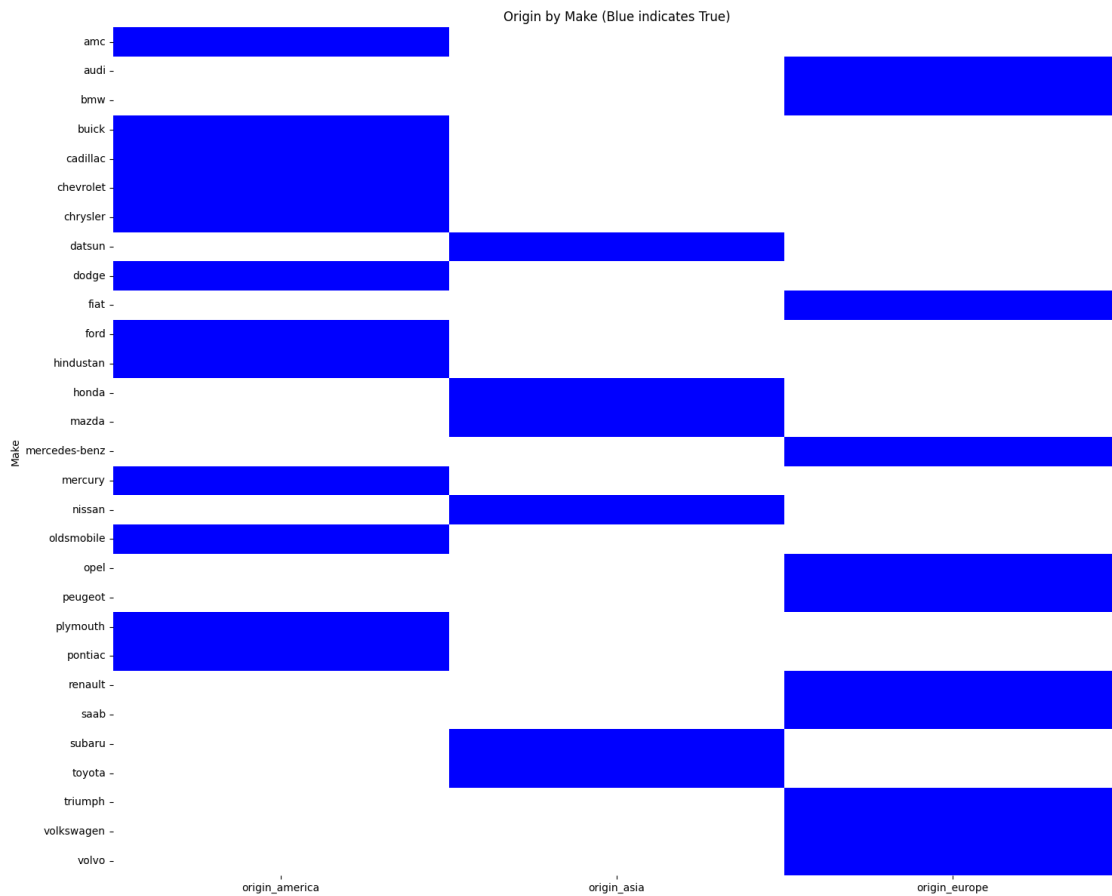 Origin by Make (Blue indicates True)
amc
audi
bmw
buick
cadillac
chevrolet
chrysler
datsun
dodge
fiat
ford
hindustan
honda
mazda
Make
mercedes-benz
mercury
nissan
oldsmobile
opel
peugeot
plymouth
pontiac
renault
saab
subaru
toyota
triumph
volkswagen
volvo
origin_america origin_asia origin_europe